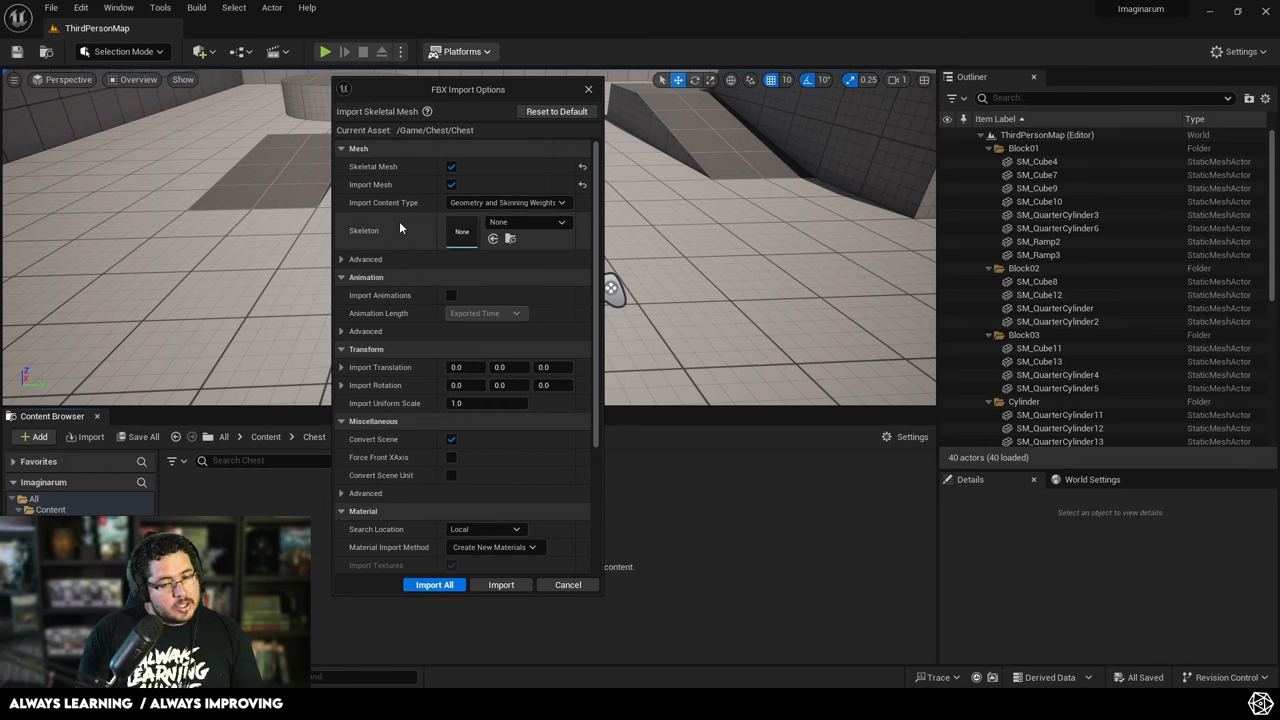 File Edit Window Tools Build Select Actor Help
Imaginarum
ThirdPersonMap
Selection Mode
Platforms
Settings
Perspective Overview Show
10 10° 0.25 1
FBX Import Options
Import Skeletal Mesh Reset to Default
Current Asset: /Game/Chest/Chest
Mesh
Skeletal Mesh
Import Mesh
Import Content Type Geometry and Skinning Weights
Skeleton None None
Advanced
Animation
Import Animations
Animation Length Exported Time
Advanced
Transform
Import Translation 0.0 0.0 0.0
Import Rotation 0.0 0.0 0.0
Import Uniform Scale 1.0
Miscellaneous
Convert Scene
Force Front XAxis
Convert Scene Unit
Advanced
Material
Search Location Local
Material Import Method Create New Materials
Import Textures
Import All Import Cancel
Outliner
Search...
Item Label Type
ThirdPersonMap (Editor) World
Block01 Folder
SM_Cube4 StaticMeshActor
SM_Cube7 StaticMeshActor
SM_Cube9 StaticMeshActor
SM_Cube10 StaticMeshActor
SM_QuarterCylinder3 StaticMeshActor
SM_QuarterCylinder6 StaticMeshActor
SM_Ramp2 StaticMeshActor
SM_Ramp3 StaticMeshActor
Block02 Folder
SM_Cube8 StaticMeshActor
SM_Cube12 StaticMeshActor
SM_QuarterCylinder StaticMeshActor
SM_QuarterCylinder2 StaticMeshActor
Block03 Folder
SM_Cube11 StaticMeshActor
SM_Cube13 StaticMeshActor
SM_QuarterCylinder4 StaticMeshActor
SM_QuarterCylinder5 StaticMeshActor
Cylinder Folder
SM_QuarterCylinder11 StaticMeshActor
SM_QuarterCylinder12 StaticMeshActor
SM_QuarterCylinder13 StaticMeshActor
40 actors (40 loaded)
Details World Settings
Select an object to view details.
Z
X
Y
Content Browser
Add Import Save All All Content Chest Settings
Favorites Search Chest
Imaginarum
All
Content
content.
ALWAYS
LEARNING
ALWAYS
Trace Derived Data All Saved Revision Control
ALWAYS LEARNING / ALWAYS IMPROVING